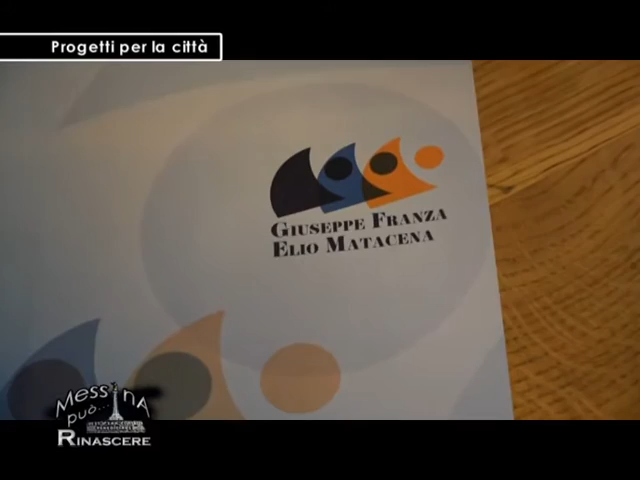 Progetti per la città
GIUSEPPE FRANZA
ELIO MATACENA
MESSINA
può...
RINASCERE